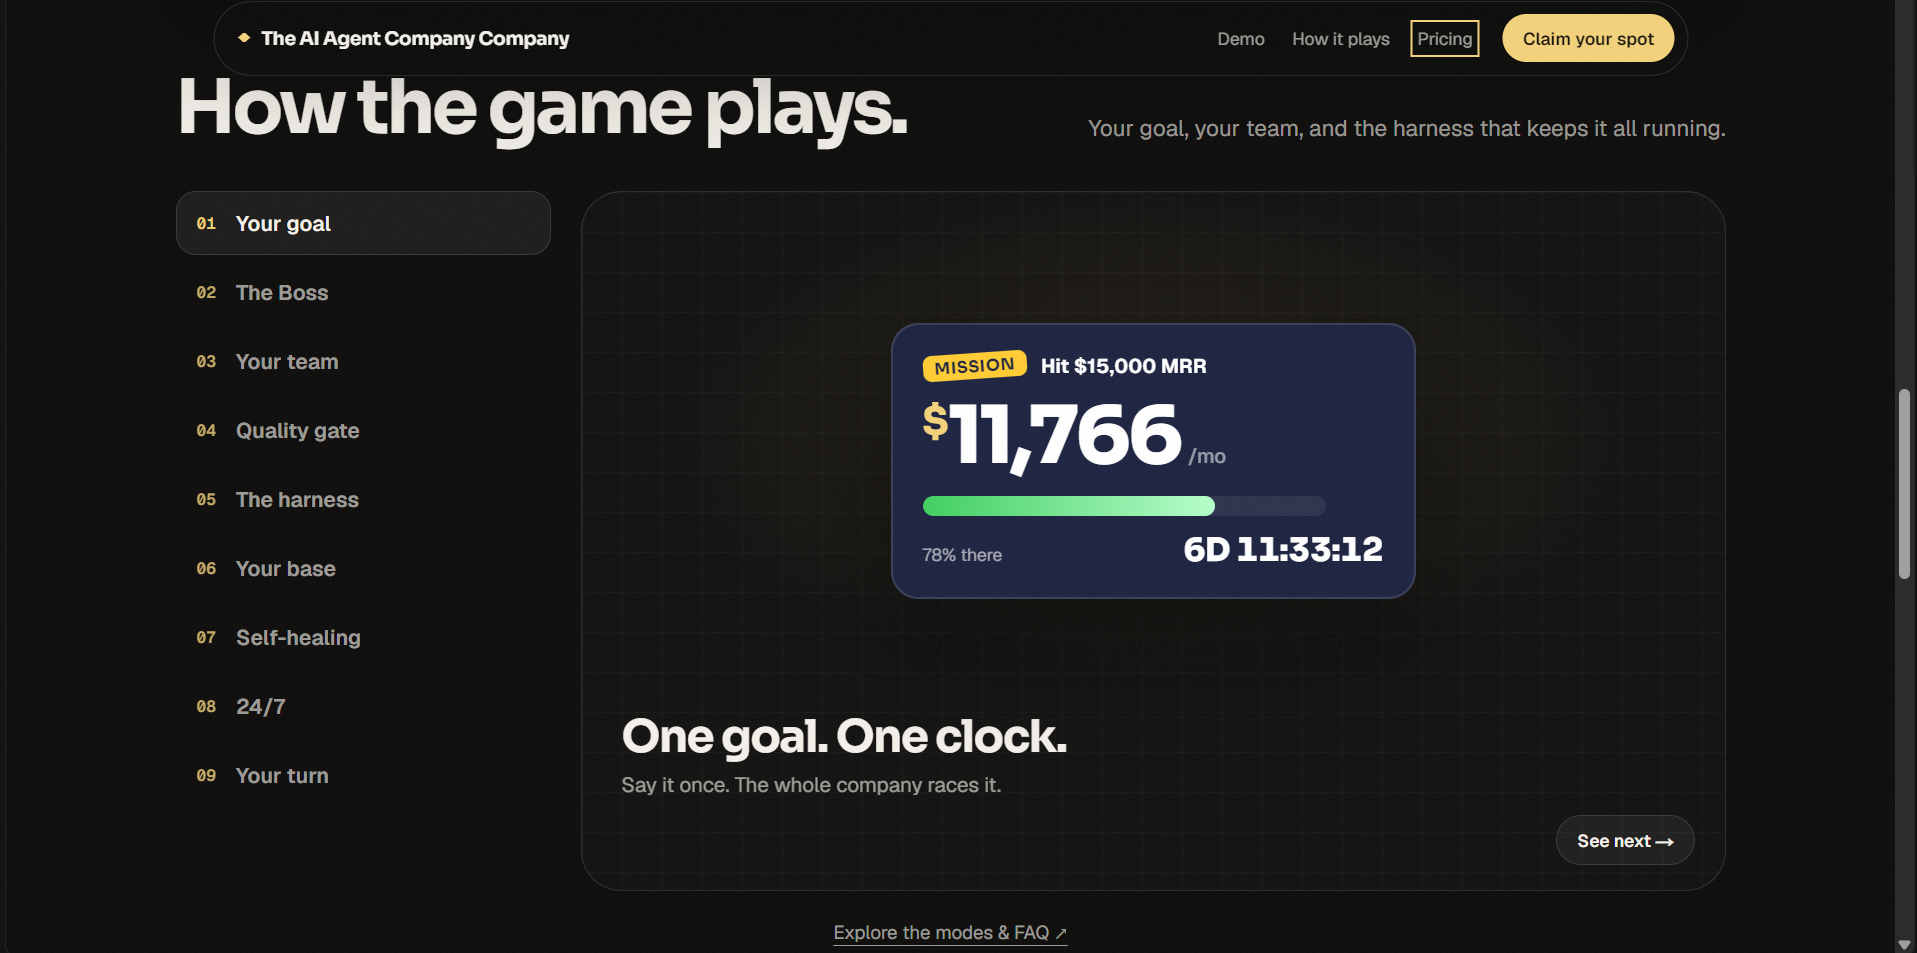 The AI Agent Company Company
Demo
How it plays
Pricing
Claim your spot
How the game plays.
Your goal, your team, and the harness that keeps it all running.
01 Your goal
02 The Boss
03 Your team
04 Quality gate
05 The harness
06 Your base
07 Self-healing
08 24/7
09 Your turn
MISSION Hit $15,000 MRR
$11,766 /mo
78% there
6D 11:33:12
One goal. One clock.
Say it once. The whole company races it.
See next →
Explore the modes & FAQ ↗